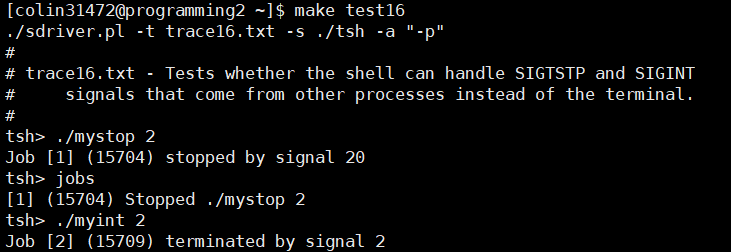 [colin31472@programming2 ~]$ make test16
./sdriver.pl -t trace16.txt -s ./tsh -a "-p"
#
# trace16.txt - Tests whether the shell can handle SIGTSTP and SIGINT
#     signals that come from other processes instead of the terminal.
#
tsh> ./mystop 2
Job [1] (15704) stopped by signal 20
tsh> jobs
[1] (15704) Stopped ./mystop 2
tsh> ./myint 2
Job [2] (15709) terminated by signal 2